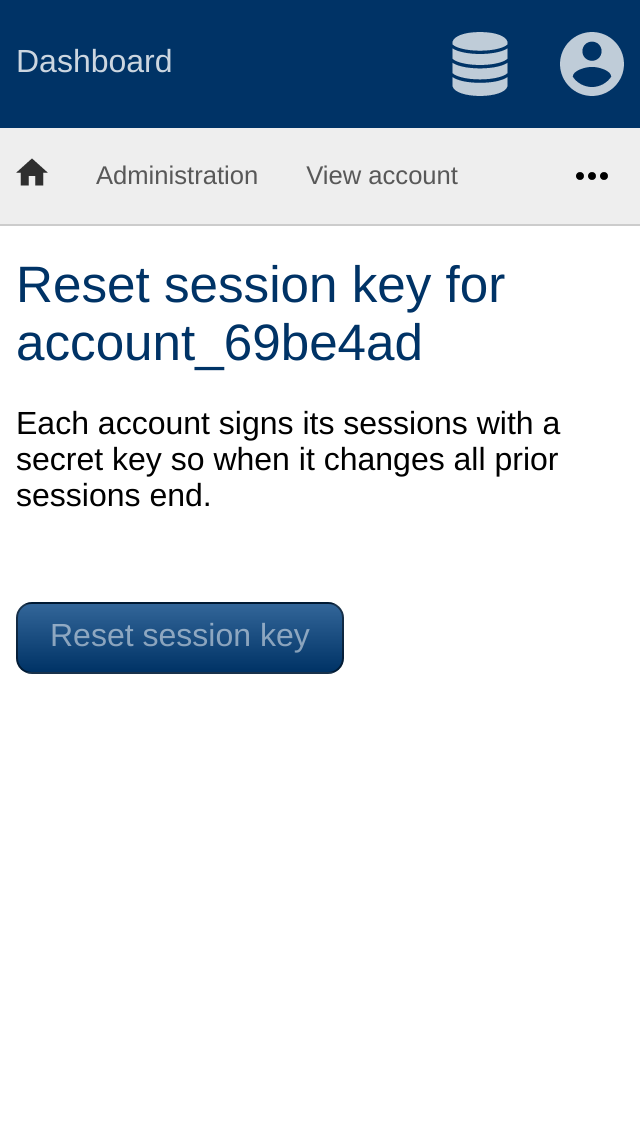 Dashboard
Administration View account
Reset session key for
account_69be4ad
Each account signs its sessions with a
secret key so when it changes all prior
sessions end.
Reset session key